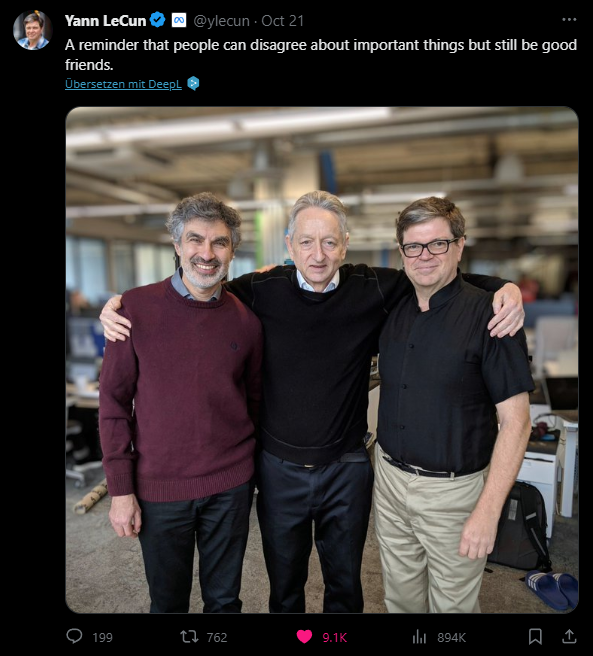 Yann LeCun @ylecun · Oct 21
A reminder that people can disagree about important things but still be good
friends.
Übersetzen mit DeepL
199 762 9.1K 894K